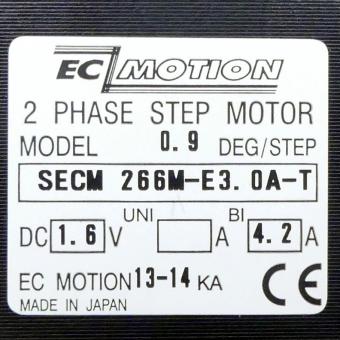 EC MOTION
2 PHASE STEP MOTOR
MODEL 0.9 DEG/STEP
SECM 266M-E3.0A-T
UNI BI
DC 1.6 V A 4.2 A
EC MOTION 13-14 KA CE
MADE IN JAPAN